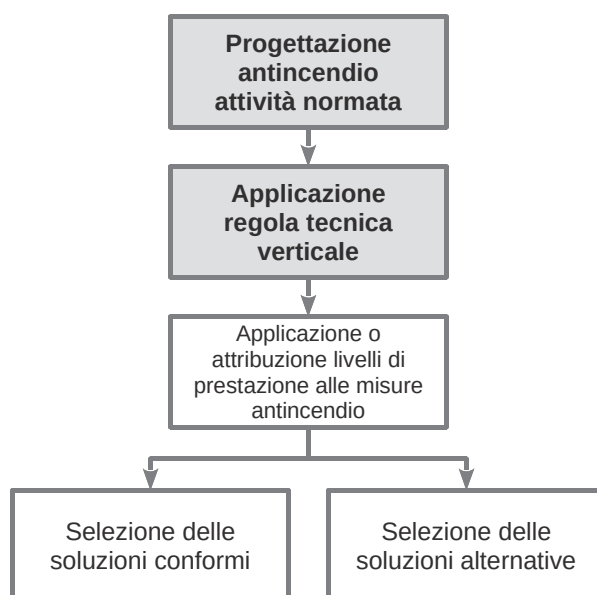 Progettazione
antincendio
attività normata
Applicazione
regola tecnica
verticale
Applicazione o
attribuzione livelli di
prestazione alle misure
antincendio
Selezione delle
soluzioni conformi
Selezione delle
soluzioni alternative